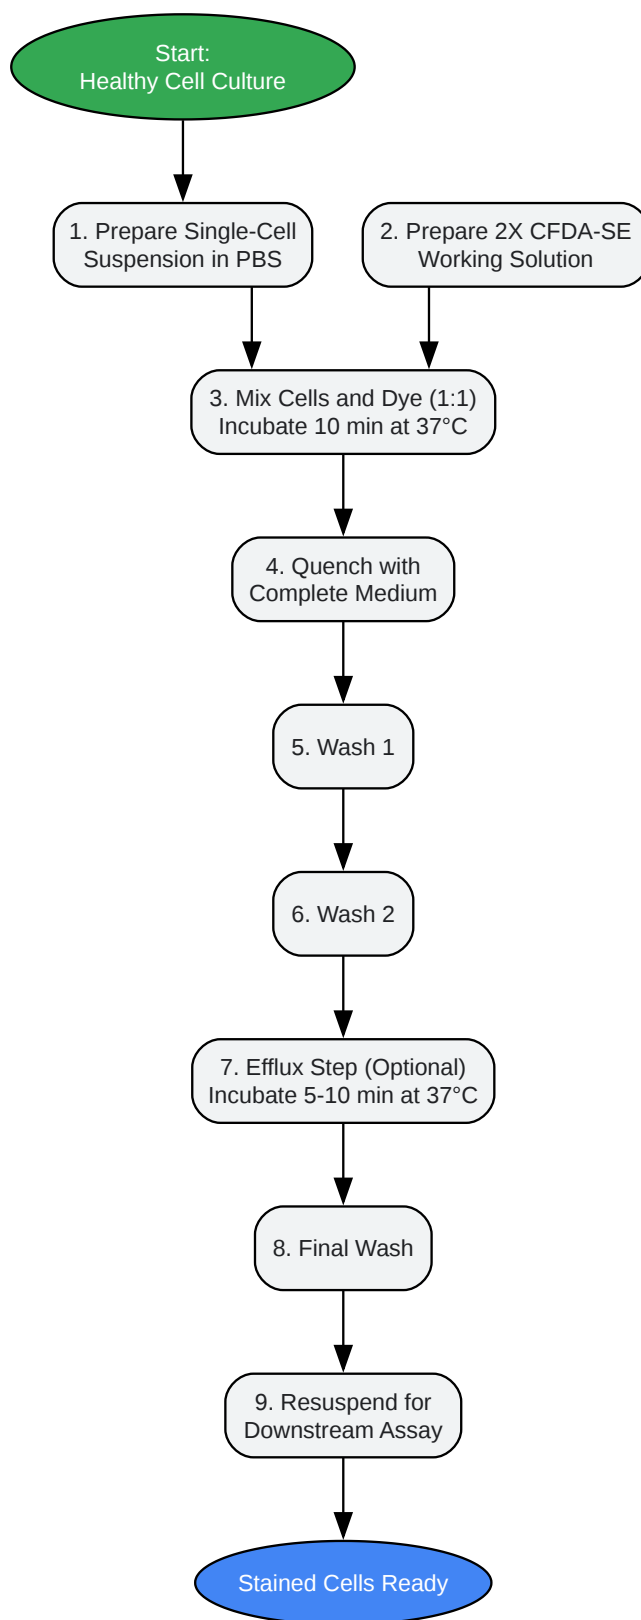 Start:
Healthy Cell Culture
1. Prepare Single-Cell
Suspension in PBS
2. Prepare 2X CFDA-SE
Working Solution
3. Mix Cells and Dye (1:1)
Incubate 10 min at 37°C
4. Quench with
Complete Medium
5. Wash 1
6. Wash 2
7. Efflux Step (Optional)
Incubate 5-10 min at 37°C
8. Final Wash
9. Resuspend for
Downstream Assay
Stained Cells Ready